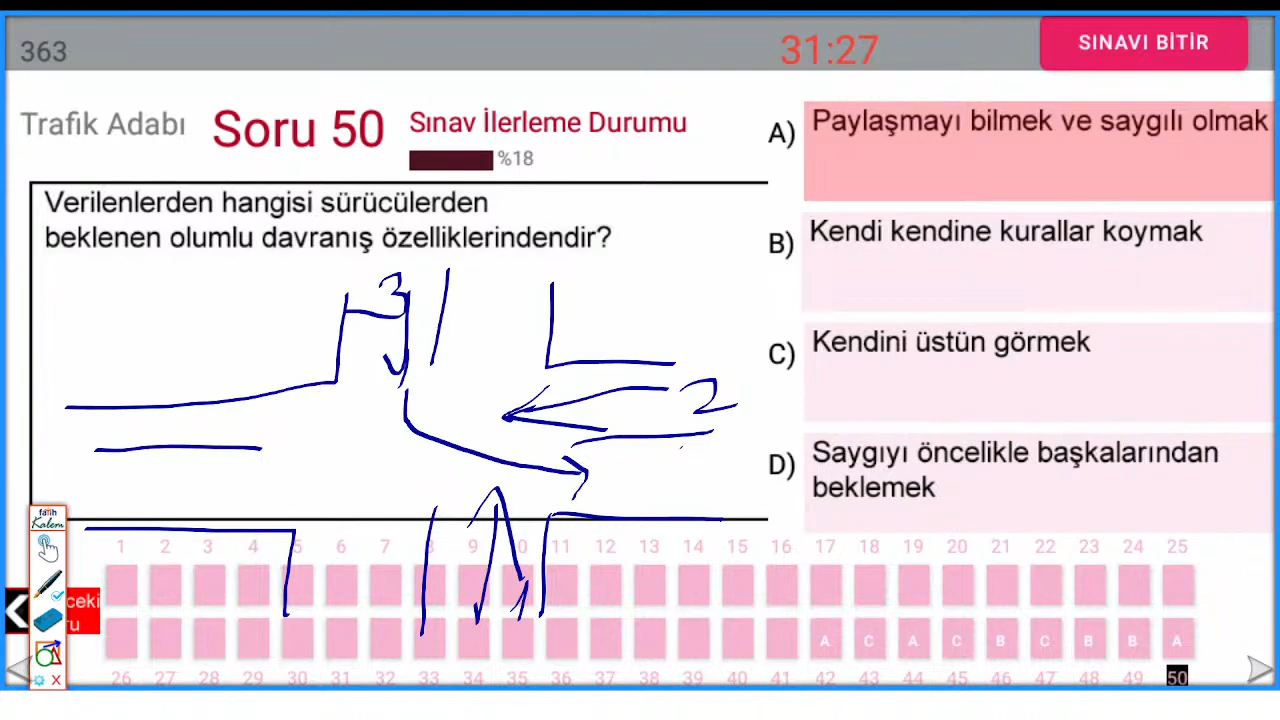 363
31:27
SINAVI BİTİR
Trafik Adabı
Soru 50
Sınav İlerleme Durumu
%18
Verilenlerden hangisi sürücülerden
beklenen olumlu davranış özelliklerindendir?
A) Paylaşmayı bilmek ve saygılı olmak
B) Kendi kendine kurallar koymak
C) Kendini üstün görmek
D) Saygıyı öncelikle başkalarından
beklemek
3
2
1
fatih
Kalem
ceki
u
1 2 3 4 5 6 7 8 9 10 11 12 13 14 15 16 17 18 19 20 21 22 23 24 25
A C A C B C B B A
26 27 28 29 30 31 32 33 34 35 36 37 38 39 40 41 42 43 44 45 46 47 48 49 50